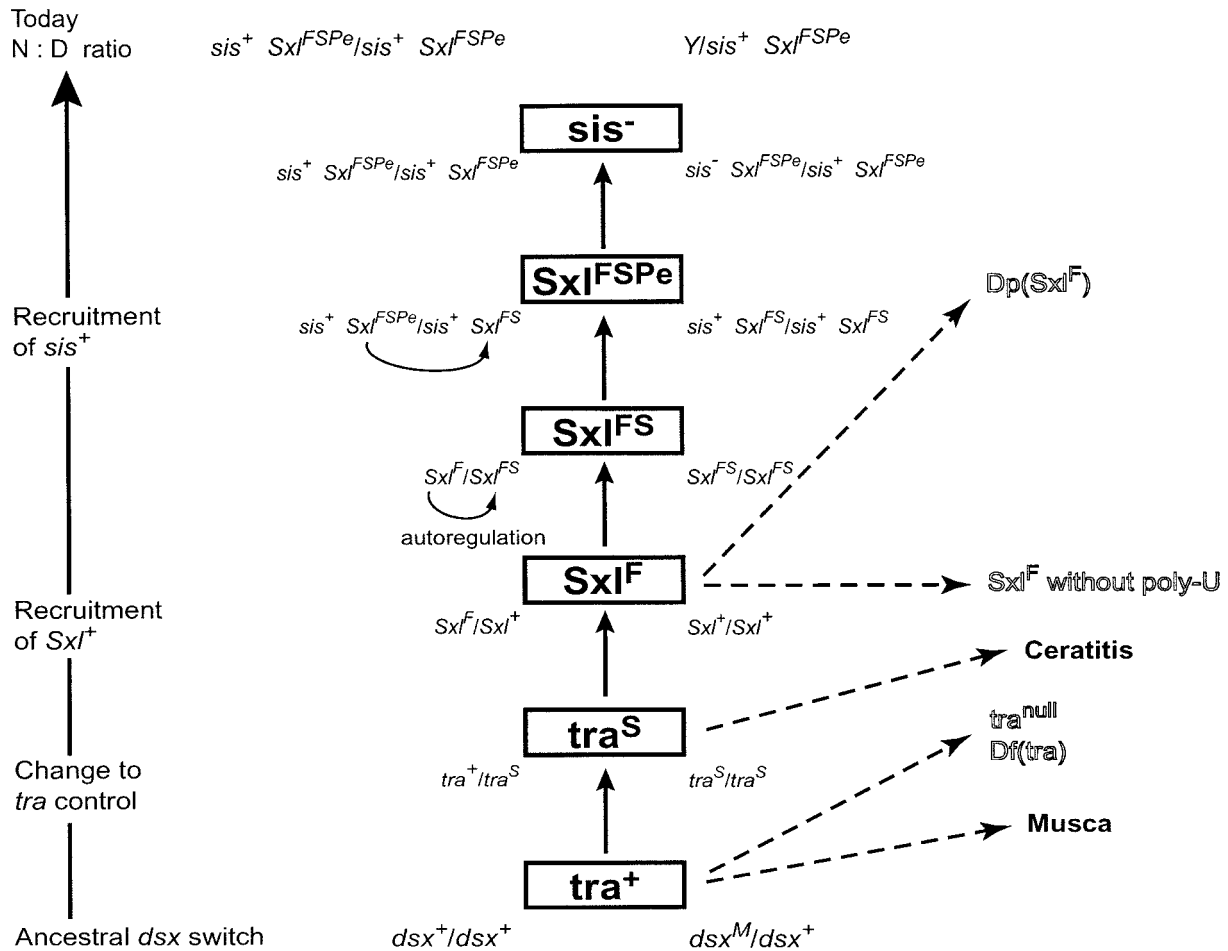 Today
N : D ratio
sis⁺ Sxlᶠˢᴾᵉ/sis⁺ Sxlᶠˢᴾᵉ
Y/sis⁺ Sxlᶠˢᴾᵉ
sis⁻
sis⁺ Sxlᶠˢᴾᵉ/sis⁺ Sxlᶠˢᴾᵉ
sis⁻ Sxlᶠˢᴾᵉ/sis⁺ Sxlᶠˢᴾᵉ
Sxlᶠˢᴾᵉ
Dp(Sxlᶠ)
Recruitment
of sis⁺
sis⁺ Sxlᶠˢᴾᵉ/sis⁺ Sxlᶠˢ
sis⁺ Sxlᶠˢ/sis⁺ Sxlᶠˢ
Sxlᶠˢ
Sxlᶠ/Sxlᶠˢ
Sxlᶠˢ/Sxlᶠˢ
autoregulation
Sxlᶠ
Sxlᶠ without poly-U
Recruitment
of Sxl⁺
Sxlᶠ/Sxl⁺
Sxl⁺/Sxl⁺
Ceratitis
traˢ
traⁿᵘˡˡ
Df(tra)
Change to
tra control
tra⁺/traˢ
traˢ/traˢ
Musca
tra⁺
Ancestral dsx switch
dsx⁺/dsx⁺
dsxᴹ/dsx⁺